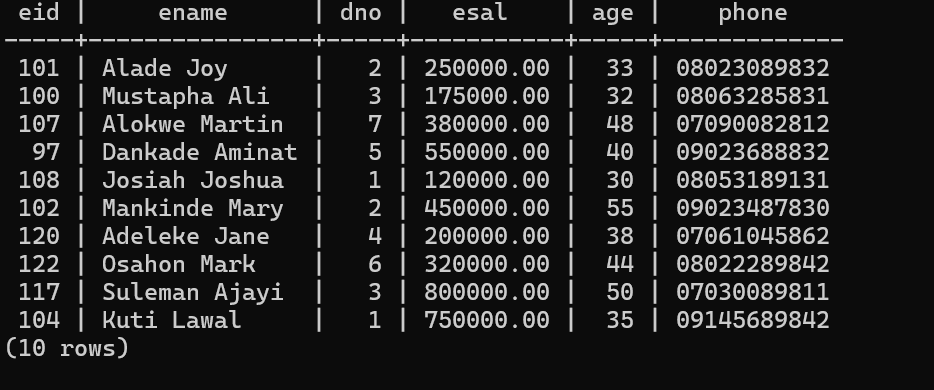 eid |     ename      | dno |   esal    | age |    phone
-----+----------------+-----+-----------+-----+-------------
 101 | Alade Joy      |   2 | 250000.00 |  33 | 08023089832
 100 | Mustapha Ali   |   3 | 175000.00 |  32 | 08063285831
 107 | Alokwe Martin  |   7 | 380000.00 |  48 | 07090082812
  97 | Dankade Aminat |   5 | 550000.00 |  40 | 09023688832
 108 | Josiah Joshua  |   1 | 120000.00 |  30 | 08053189131
 102 | Mankinde Mary  |   2 | 450000.00 |  55 | 09023487830
 120 | Adeleke Jane   |   4 | 200000.00 |  38 | 07061045862
 122 | Osahon Mark    |   6 | 320000.00 |  44 | 08022289842
 117 | Suleman Ajayi  |   3 | 800000.00 |  50 | 07030089811
 104 | Kuti Lawal     |   1 | 750000.00 |  35 | 09145689842
(10 rows)